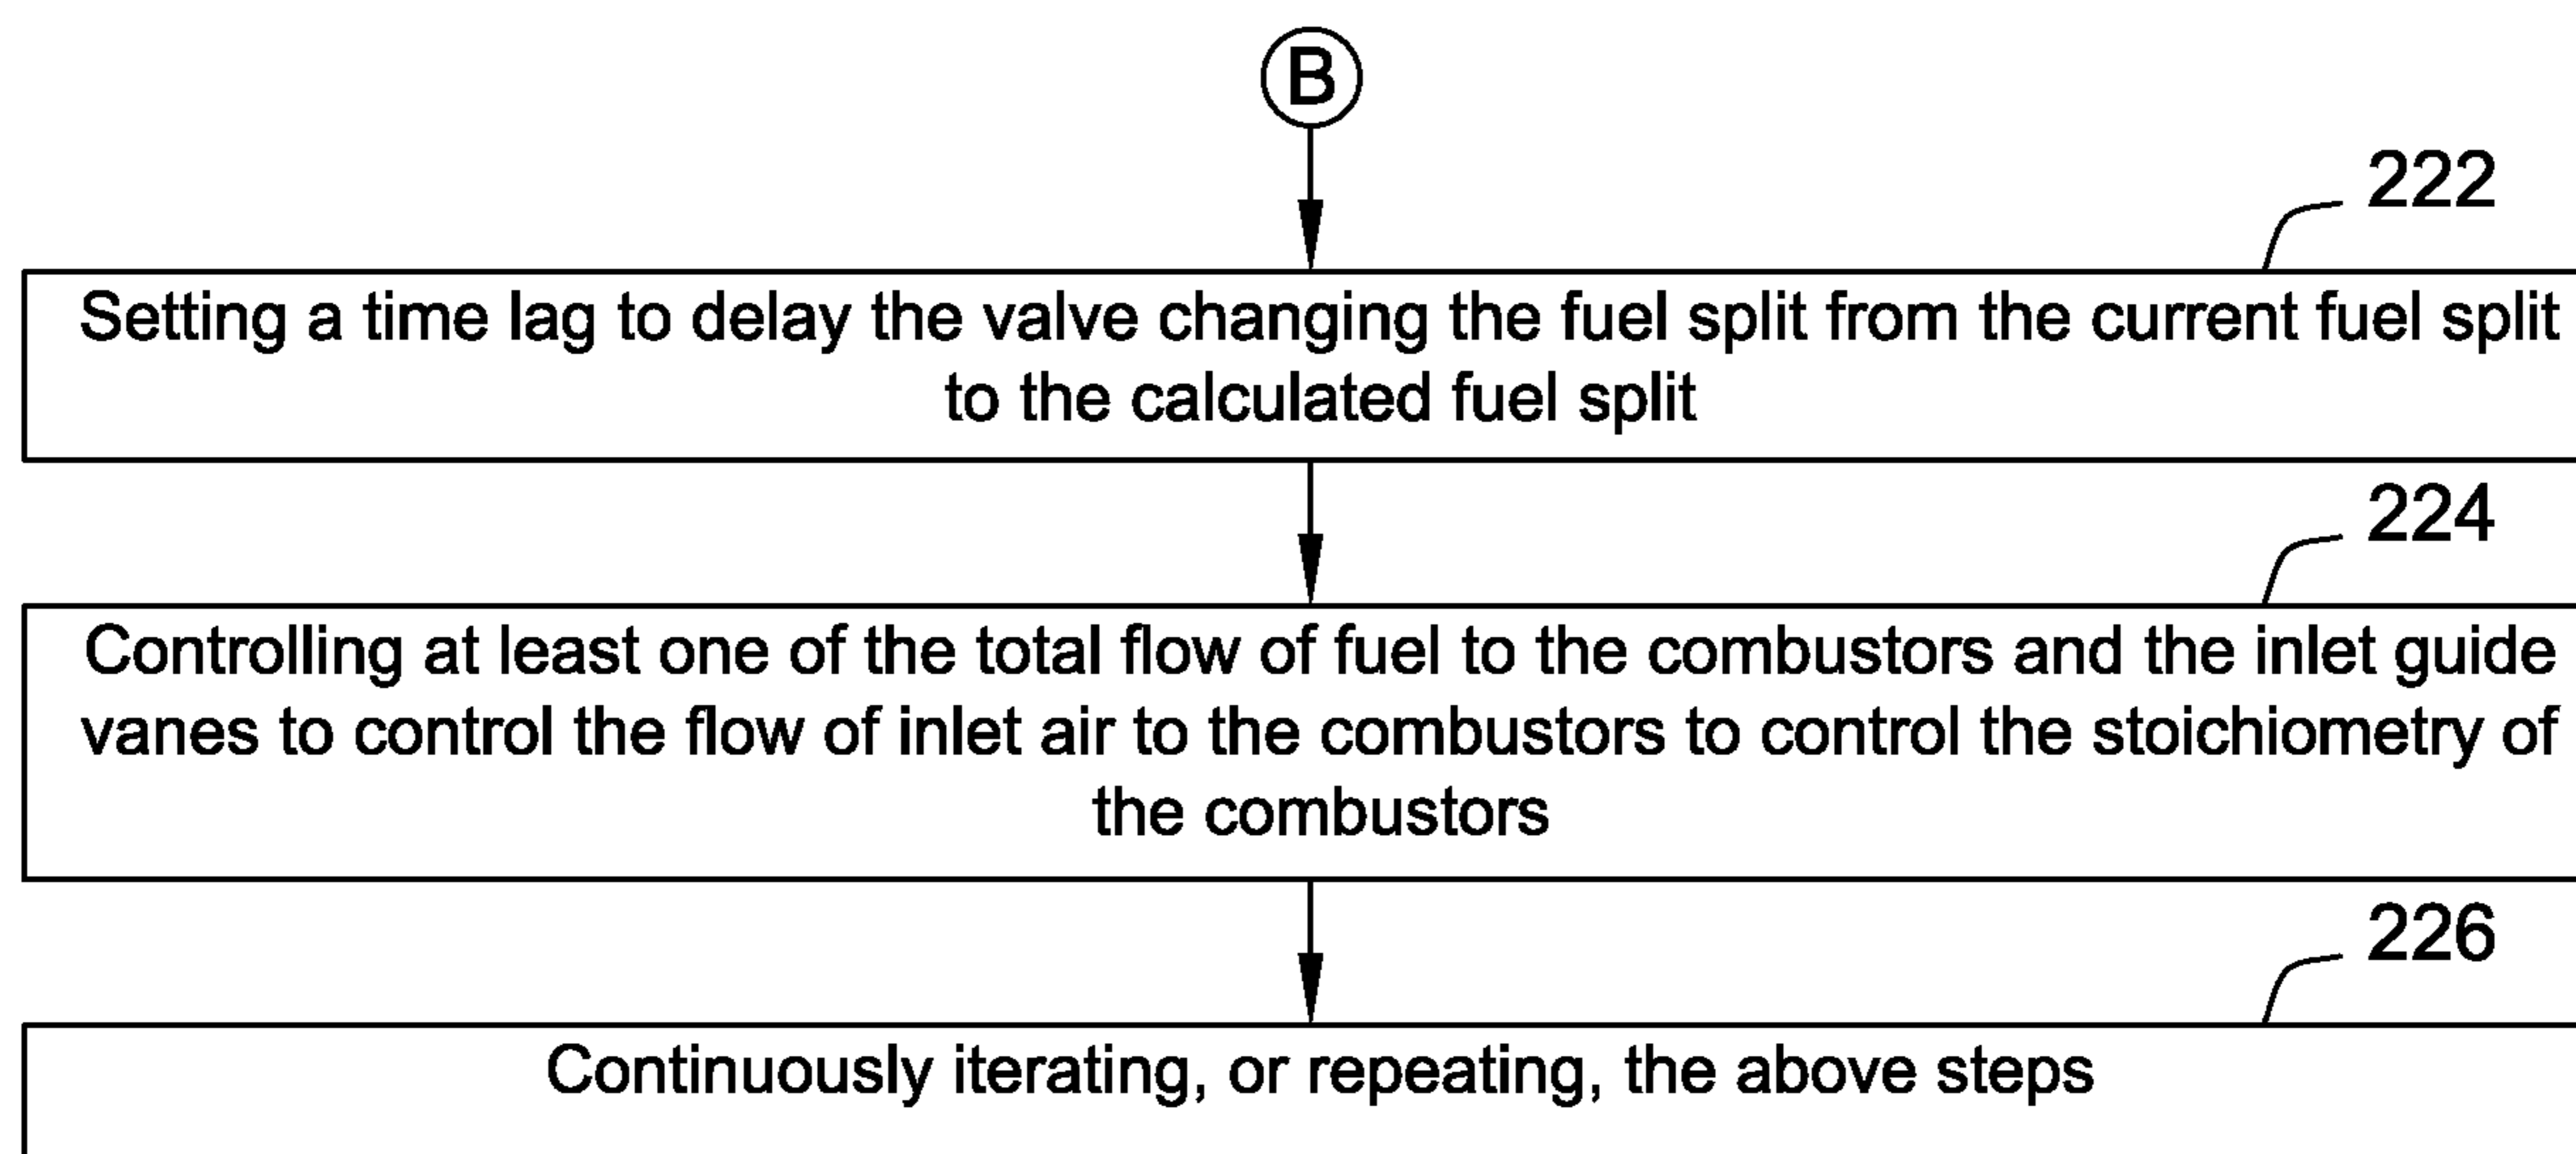 B
222
Setting a time lag to delay the valve changing the fuel split from the current fuel split
to the calculated fuel split
224
Controlling at least one of the total flow of fuel to the combustors and the inlet guide
vanes to control the flow of inlet air to the combustors to control the stoichiometry of
the combustors
226
Continuously iterating, or repeating, the above steps